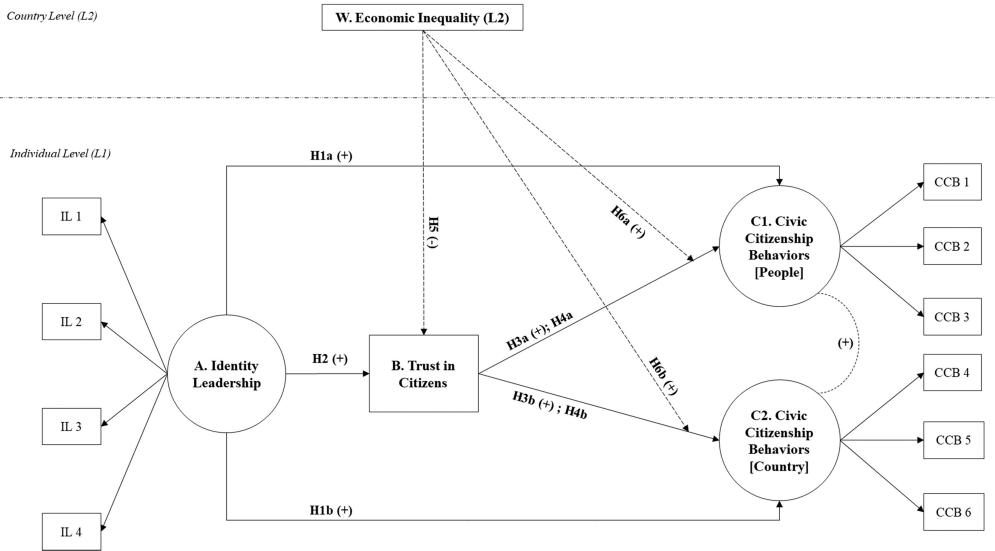 Country Level (L2)
W. Economic Inequality (L2)
Individual Level (L1)
H1a (+)
IL 1
IL 2
IL 3
IL 4
A. Identity
Leadership
H2 (+)
H5 (-)
B. Trust in
Citizens
H6a (+)
H3a (+); H4a
H6b (+)
H3b (+) ; H4b
H1b (+)
C1. Civic
Citizenship
Behaviors
[People]
(+)
C2. Civic
Citizenship
Behaviors
[Country]
CCB 1
CCB 2
CCB 3
CCB 4
CCB 5
CCB 6